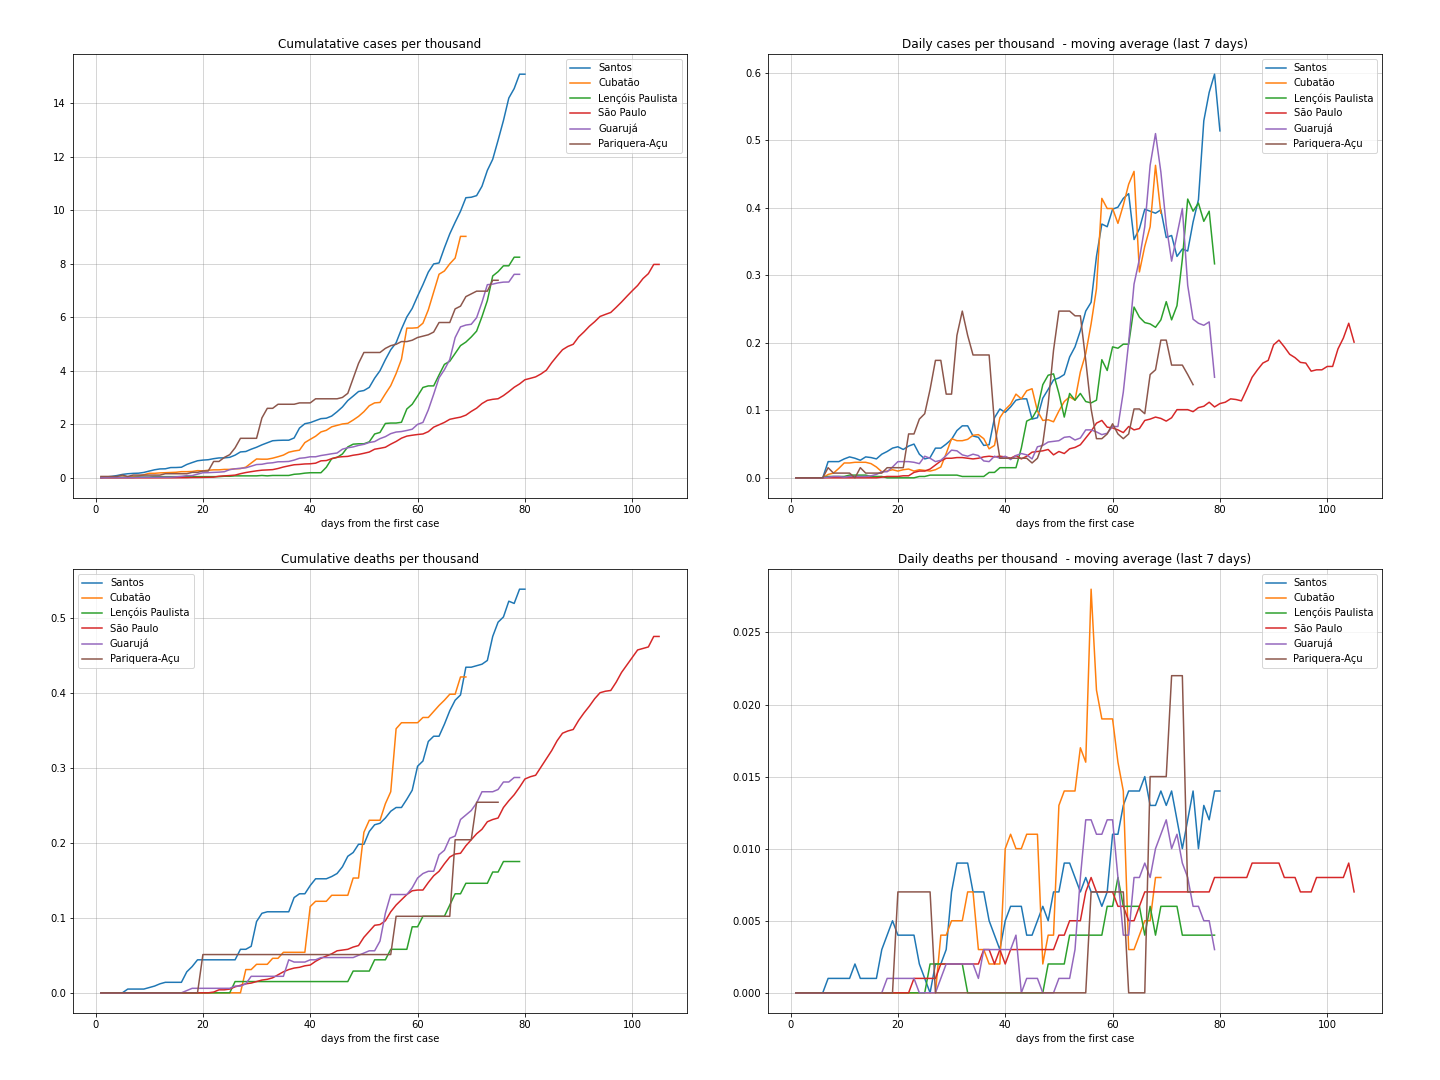 Cumulatative cases per thousand
14
12
10
8
6
4
2
0
0 20 40 60 80 100
days from the first case
Santos
Cubatão
Lençóis Paulista
São Paulo
Guarujá
Pariquera-Açu
Daily cases per thousand  - moving average (last 7 days)
0.6
0.5
0.4
0.3
0.2
0.1
0.0
0 20 40 60 80 100
days from the first case
Santos
Cubatão
Lençóis Paulista
São Paulo
Guarujá
Pariquera-Açu
Cumulative deaths per thousand
0.5
0.4
0.3
0.2
0.1
0.0
0 20 40 60 80 100
days from the first case
Santos
Cubatão
Lençóis Paulista
São Paulo
Guarujá
Pariquera-Açu
Daily deaths per thousand  - moving average (last 7 days)
0.025
0.020
0.015
0.010
0.005
0.000
0 20 40 60 80 100
days from the first case
Santos
Cubatão
Lençóis Paulista
São Paulo
Guarujá
Pariquera-Açu